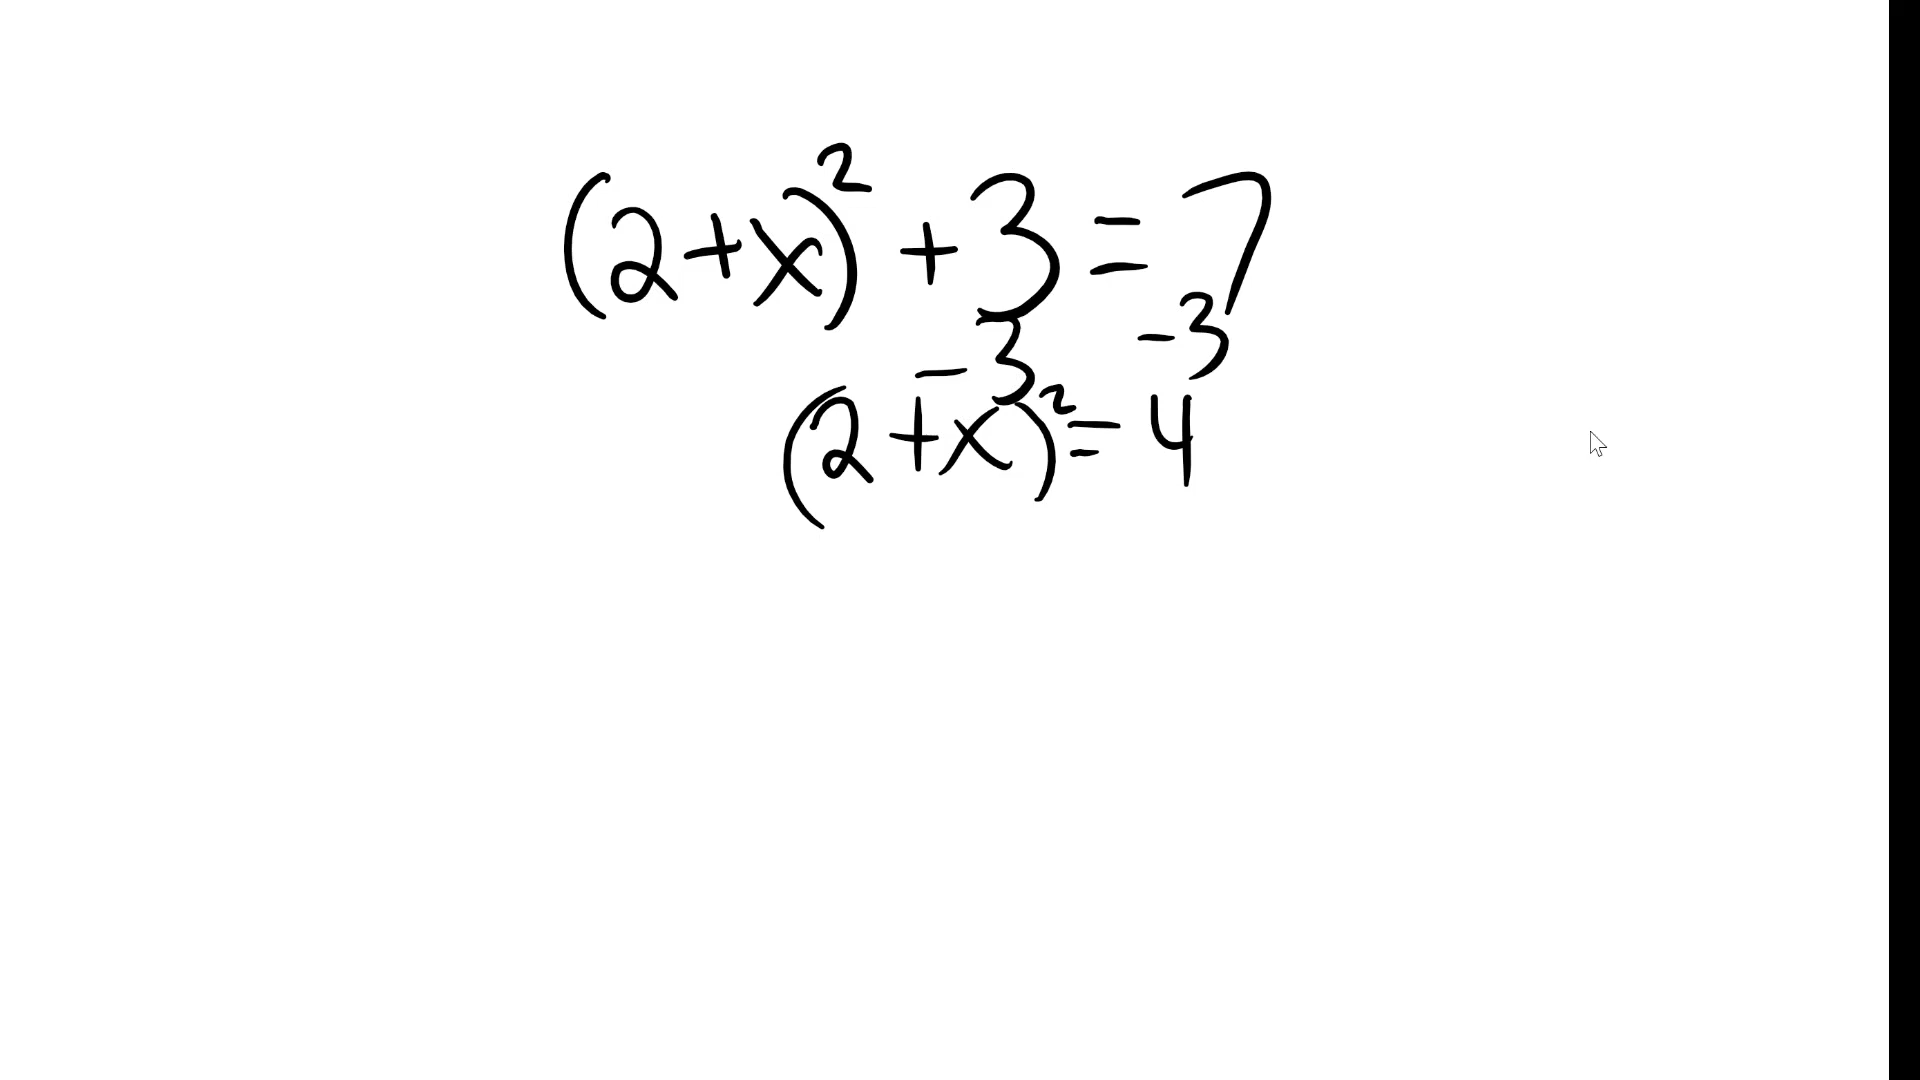 (2+x)² + 3 = 7
- 3 - 3
(2 + x)² = 4